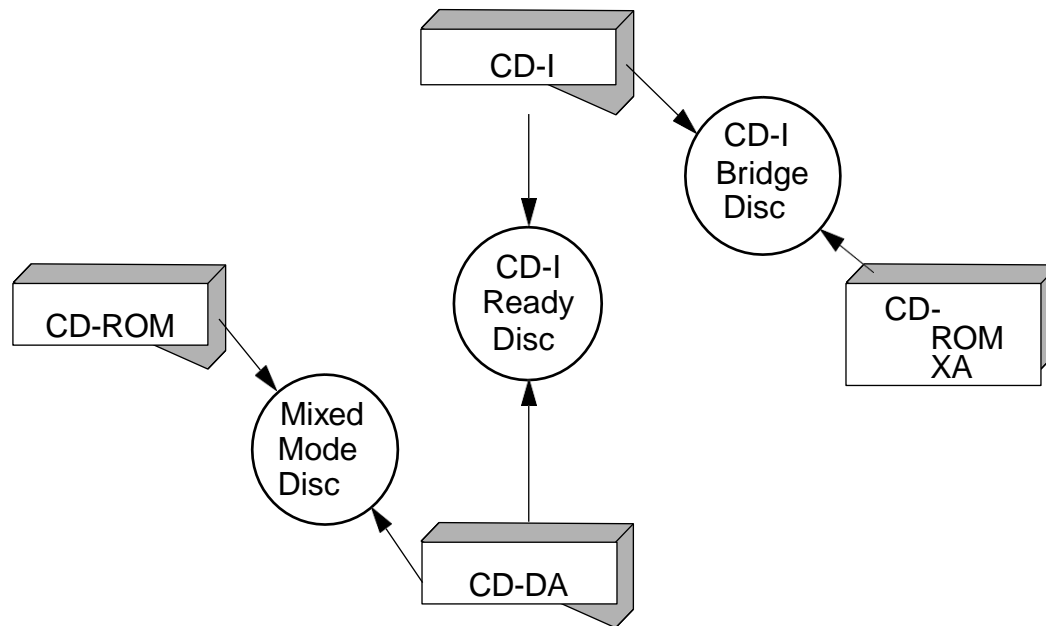 CD-I
CD-I
Bridge
Disc
CD-I
Ready
Disc
CD-ROM
CD-
ROM
XA
Mixed
Mode
Disc
CD-DA